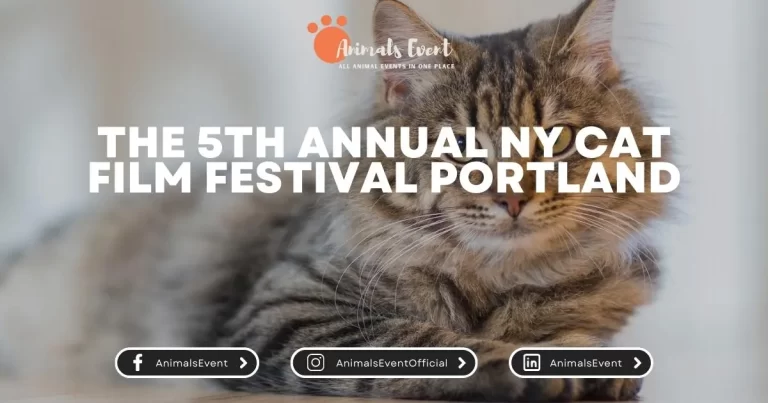 Animals Event
ALL ANIMAL EVENTS IN ONE PLACE
THE 5TH ANNUAL NY CAT
FILM FESTIVAL PORTLAND
AnimalsEvent
AnimalsEventOfficial
AnimalsEvent